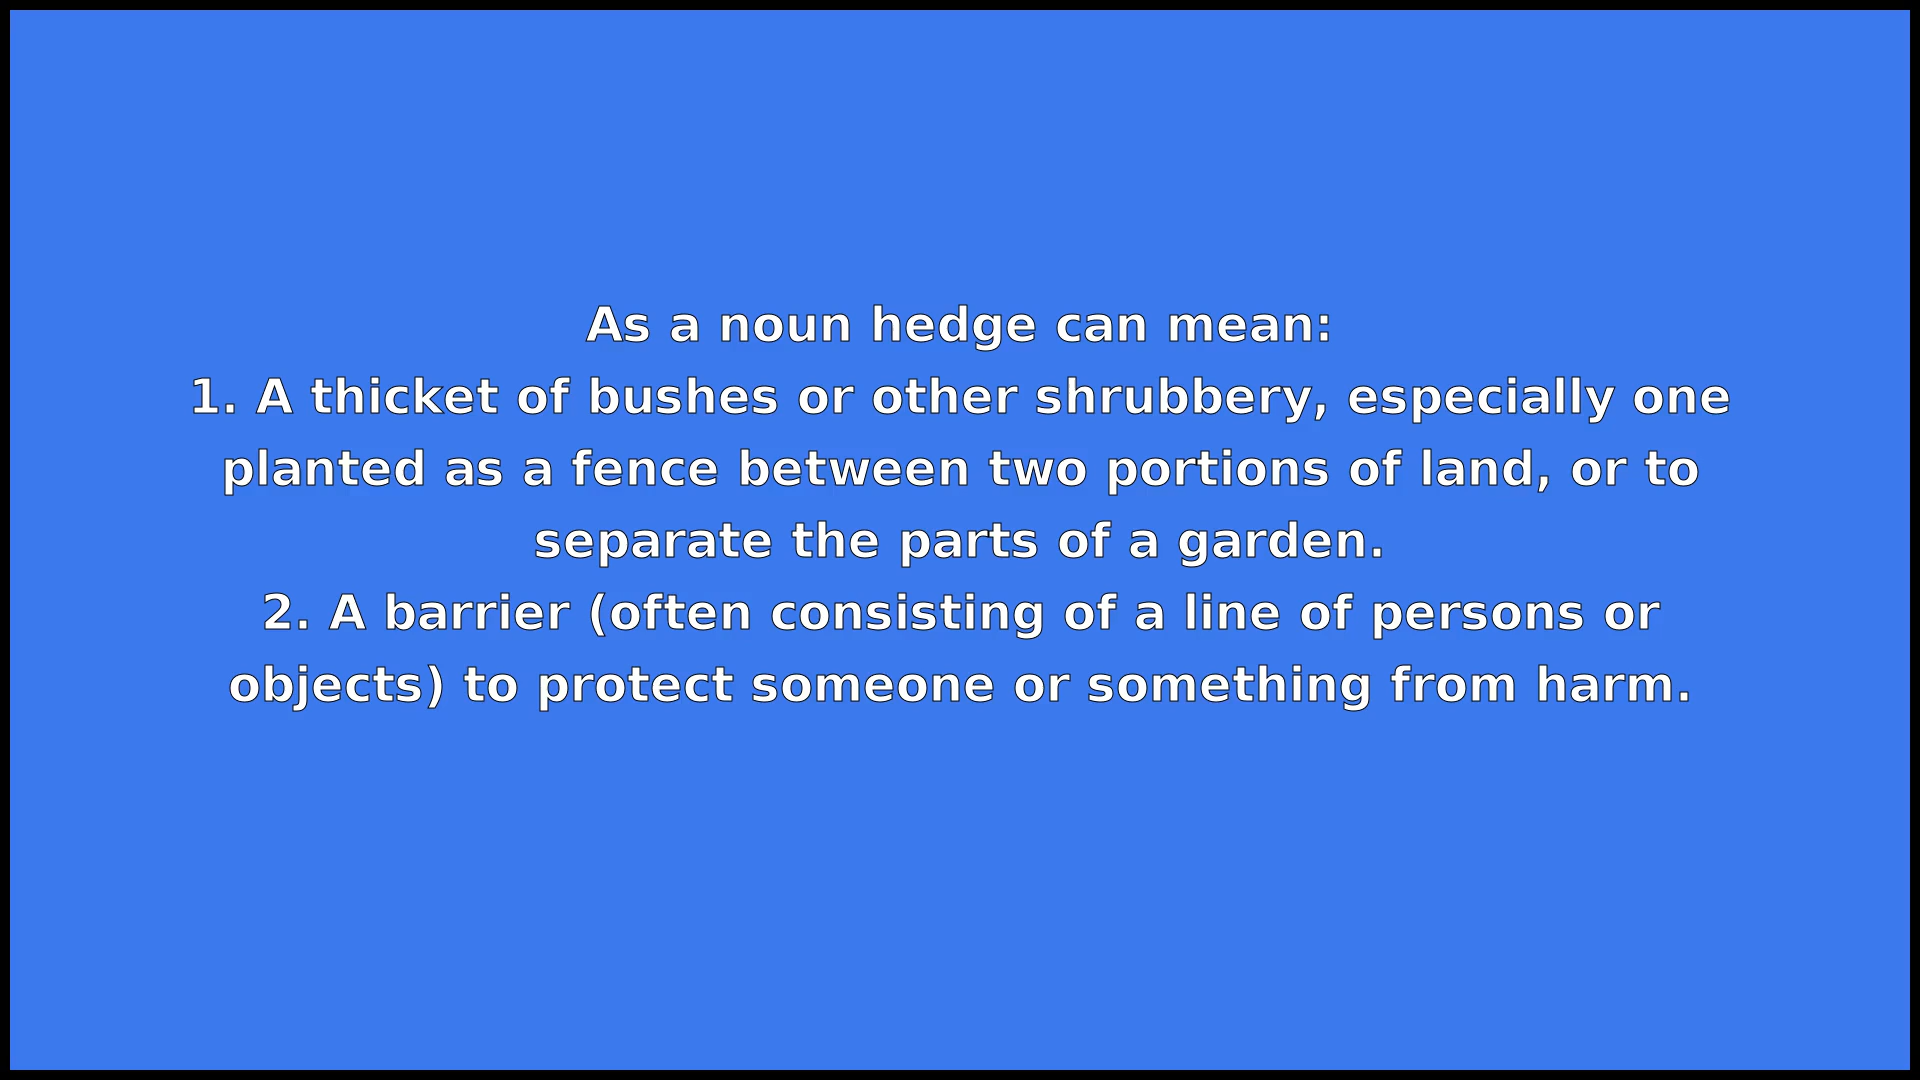 As a noun hedge can mean:
1. A thicket of bushes or other shrubbery, especially one
planted as a fence between two portions of land, or to
separate the parts of a garden.
2. A barrier (often consisting of a line of persons or
objects) to protect someone or something from harm.